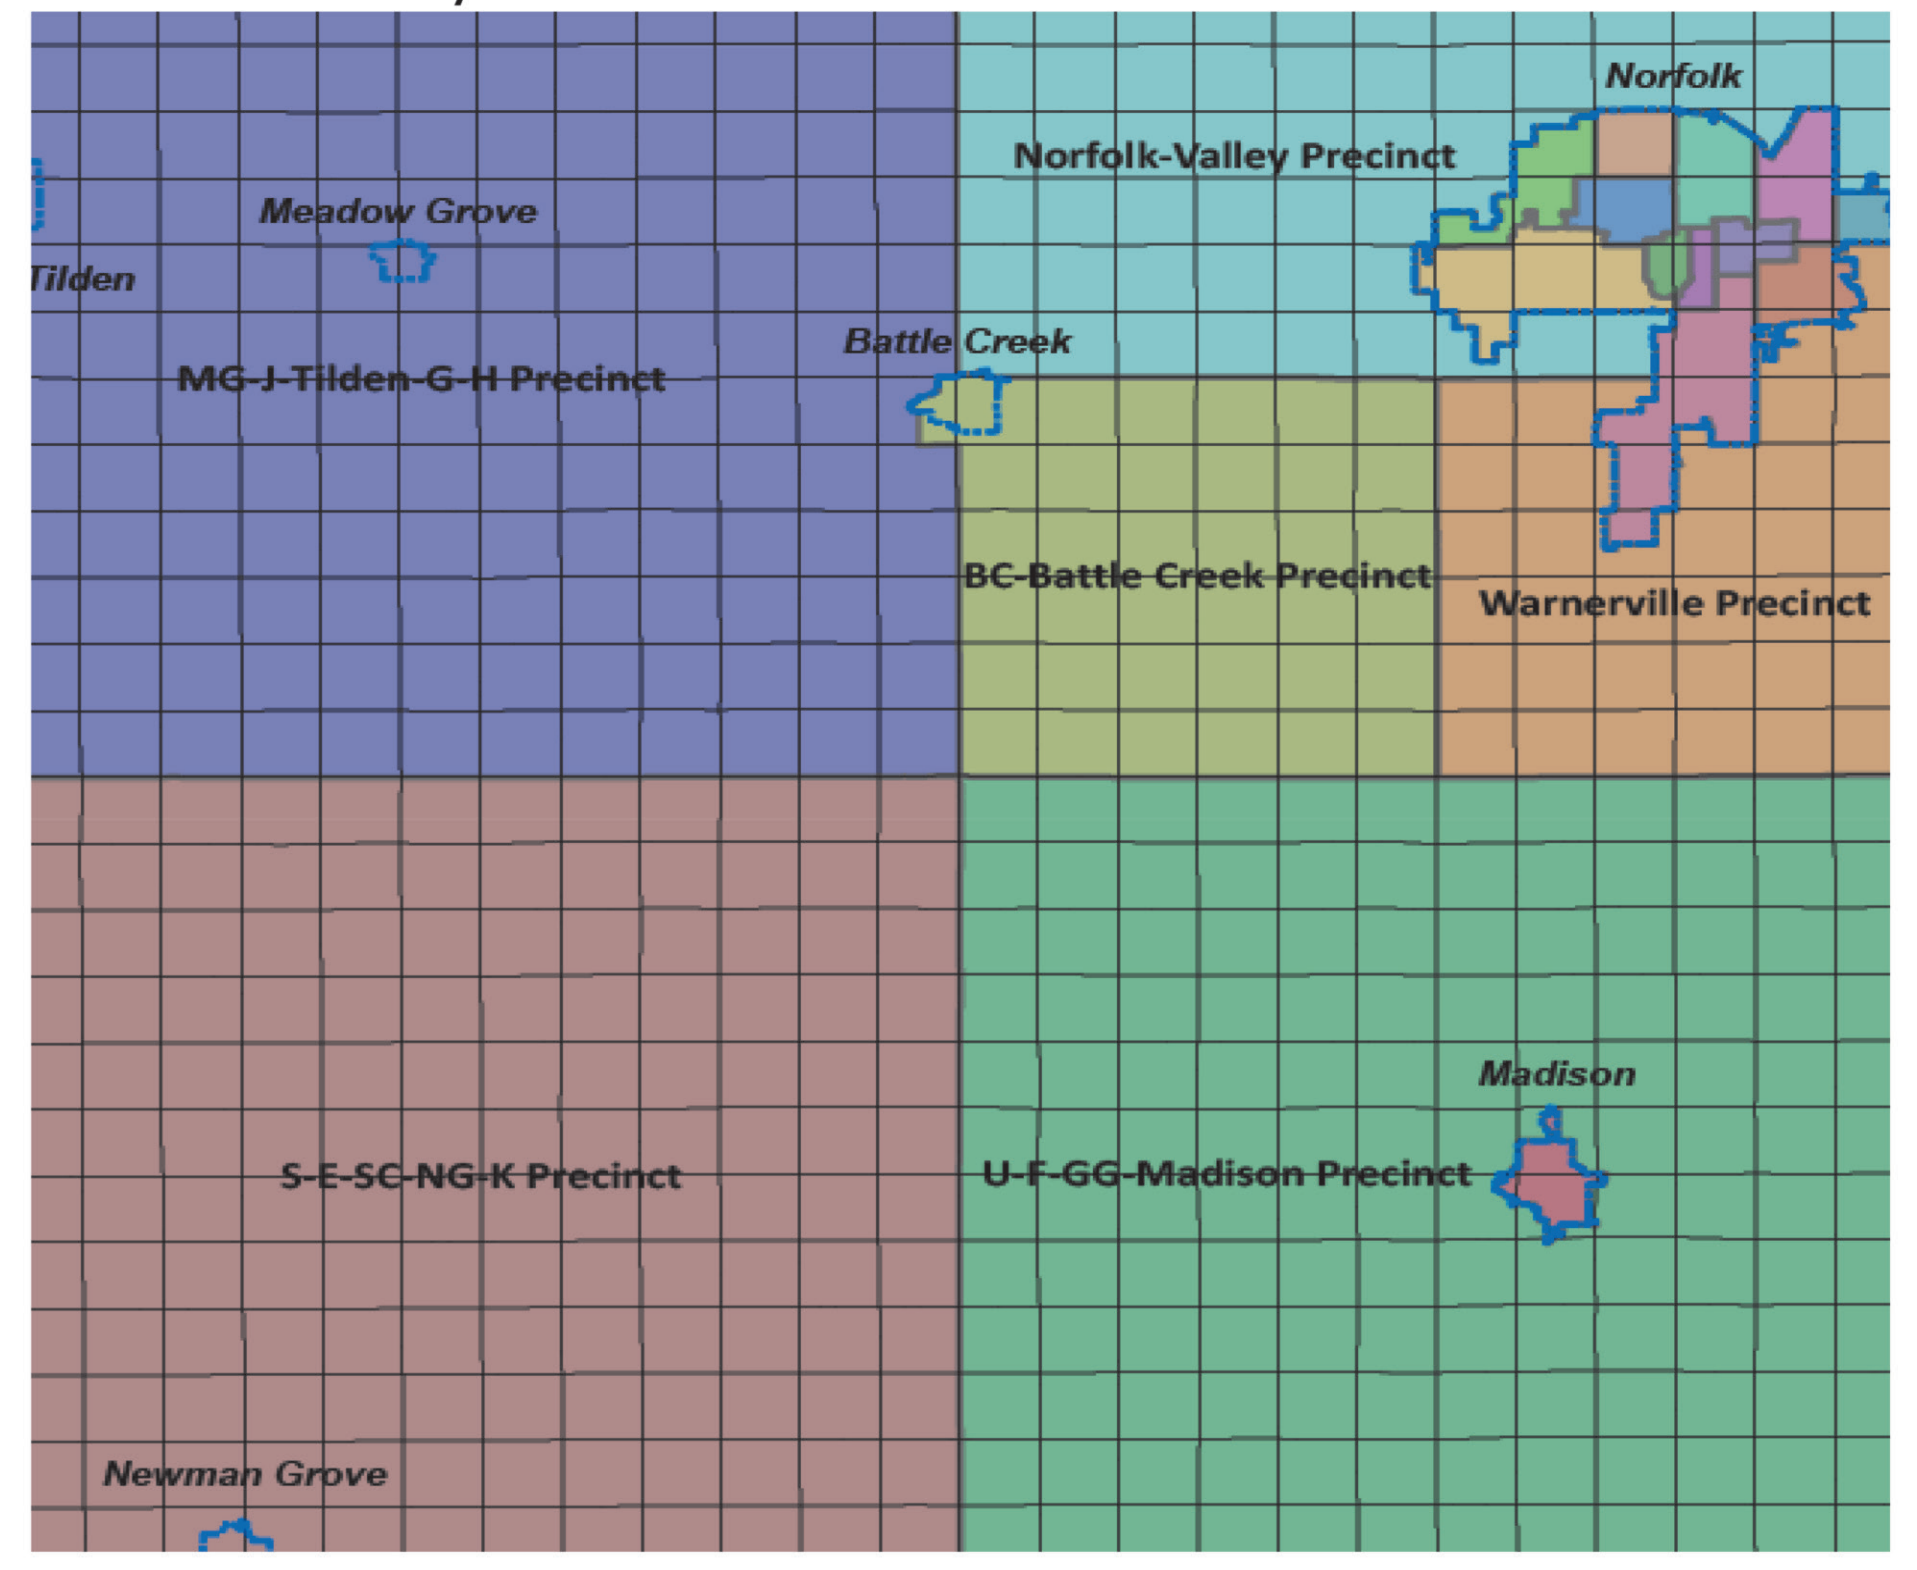 Norfolk
Norfolk-Valley Precinct
Meadow Grove
Tilden
Battle Creek
MG-J-Tilden-G-H Precinct
BC-Battle Creek Precinct
Warnerville Precinct
Madison
S-E-SC-NG-K Precinct
U-F-GG-Madison Precinct
Newman Grove